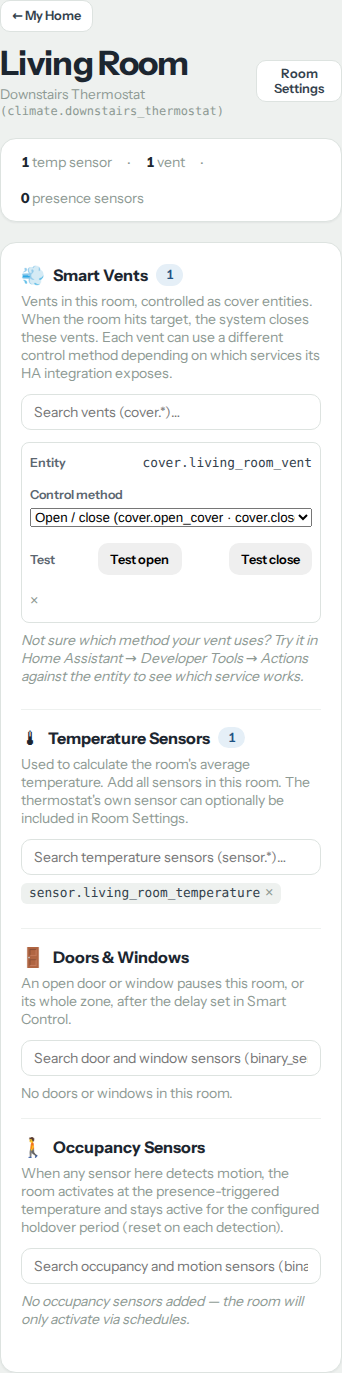 ← My Home
Living Room
Downstairs Thermostat
(climate.downstairs_thermostat)
Room
Settings
1 temp sensor · 1 vent ·
0 presence sensors
Smart Vents 1
Vents in this room, controlled as cover entities.
When the room hits target, the system closes
these vents. Each vent can use a different
control method depending on which services its
HA integration exposes.
Search vents (cover.*)...
Entity cover.living_room_vent
Control method
Open / close (cover.open_cover · cover.clos
Test Test open Test close
×
Not sure which method your vent uses? Try it in
Home Assistant → Developer Tools → Actions
against the entity to see which service works.
Temperature Sensors 1
Used to calculate the room's average
temperature. Add all sensors in this room. The
thermostat's own sensor can optionally be
included in Room Settings.
Search temperature sensors (sensor.*)...
sensor.living_room_temperature ×
Doors & Windows
An open door or window pauses this room, or
its whole zone, after the delay set in Smart
Control.
Search door and window sensors (binary_se
No doors or windows in this room.
Occupancy Sensors
When any sensor here detects motion, the
room activates at the presence-triggered
temperature and stays active for the configured
holdover period (reset on each detection).
Search occupancy and motion sensors (bina
No occupancy sensors added — the room will
only activate via schedules.